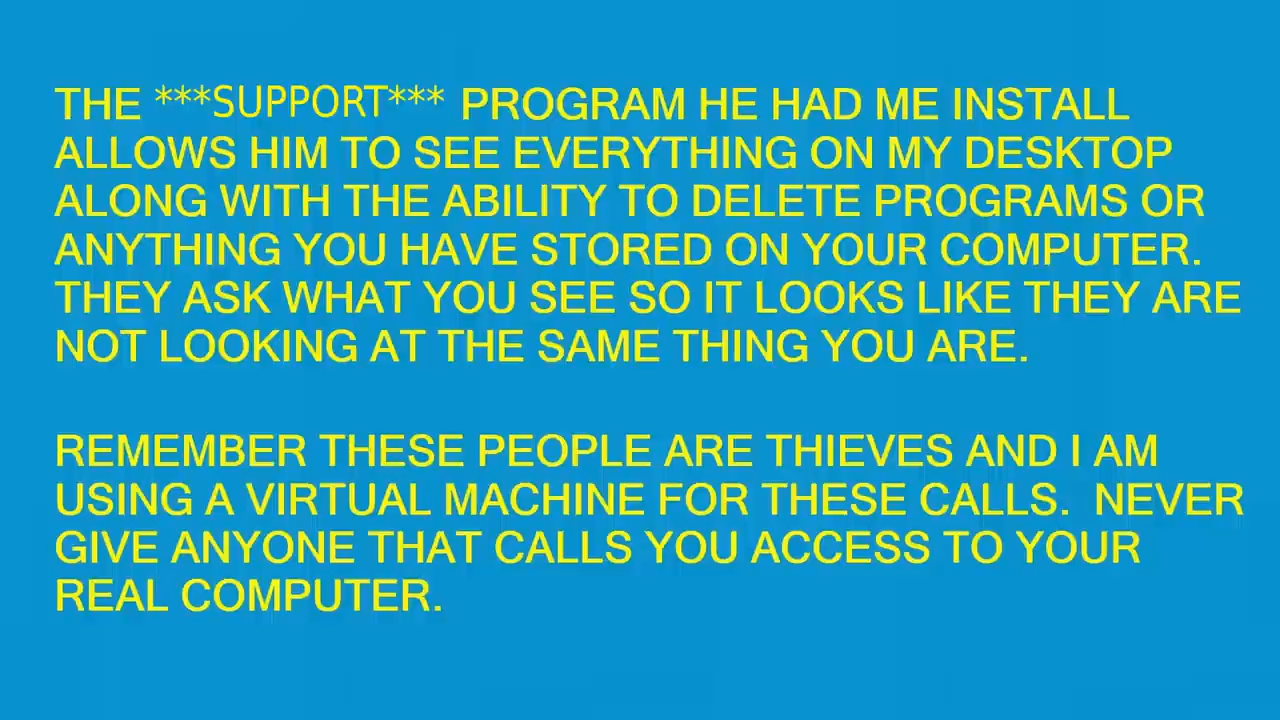 THE ***SUPPORT*** PROGRAM HE HAD ME INSTALL
ALLOWS HIM TO SEE EVERYTHING ON MY DESKTOP
ALONG WITH THE ABILITY TO DELETE PROGRAMS OR
ANYTHING YOU HAVE STORED ON YOUR COMPUTER.
THEY ASK WHAT YOU SEE SO IT LOOKS LIKE THEY ARE
NOT LOOKING AT THE SAME THING YOU ARE.
REMEMBER THESE PEOPLE ARE THIEVES AND I AM
USING A VIRTUAL MACHINE FOR THESE CALLS.  NEVER
GIVE ANYONE THAT CALLS YOU ACCESS TO YOUR
REAL COMPUTER.